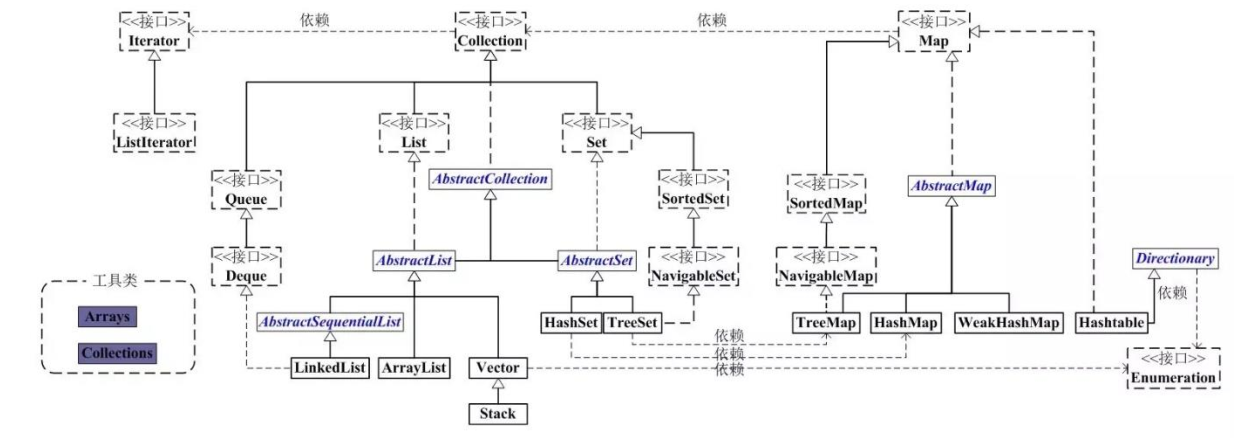 <<接口>>
Iterator
依赖
<<接口>>
Collection
依赖
<<接口>>
Map
<<接口>>
ListIterator
<<接口>>
List
<<接口>>
Set
<<接口>>
Queue
AbstractCollection
<<接口>>
SortedSet
<<接口>>
SortedMap
AbstractMap
<<接口>>
Deque
AbstractList
AbstractSet
<<接口>>
NavigableSet
<<接口>>
NavigableMap
Directionary
依赖
工具类
Arrays
Collections
AbstractSequentialList
HashSet
TreeSet
TreeMap
HashMap
WeakHashMap
Hashtable
依赖
依赖
依赖
LinkedList
ArrayList
Vector
<<接口>>
Enumeration
Stack